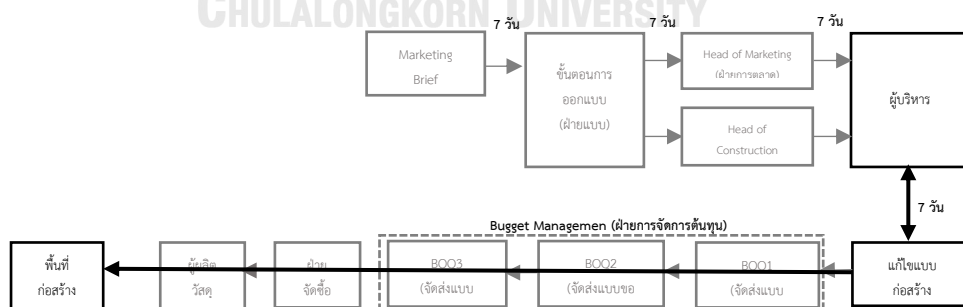 CHULALONGKORN UNIVERSITY
7 วัน
7 วัน
7 วัน
Marketing
Brief
ขั้นตอนการ
ออกแบบ
(ฝ่ายแบบ)
Head of Marketing
(ฝ่ายการตลาด)
Head of
Construction
ผู้บริหาร
7 วัน
Bugget Managemen (ฝ่ายการจัดการต้นทุน)
พื้นที่
ก่อสร้าง
ผู้ผลิต
วัสดุ
ฝ่าย
จัดซื้อ
BOQ3
(จัดส่งแบบ
BOQ2
(จัดส่งแบบขอ
BOQ1
(จัดส่งแบบ
แก้ไขแบบ
ก่อสร้าง